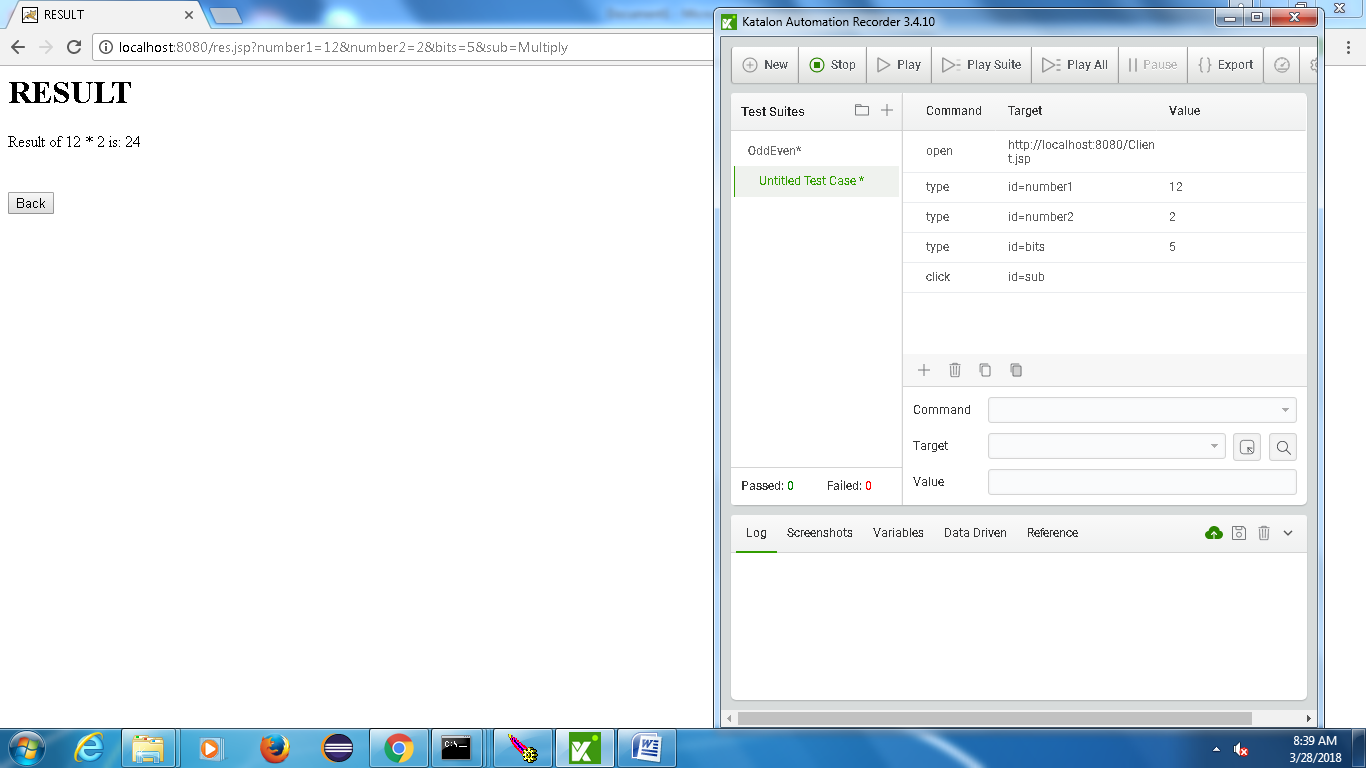 RESULT
localhost:8080/res.jsp?number1=12&number2=2&bits=5&sub=Multiply
RESULT
Result of 12 * 2 is: 24
Back
Katalon Automation Recorder 3.4.10
New Stop Play Play Suite Play All Pause Export
Test Suites
OddEven*
Untitled Test Case *
Passed: 0 Failed: 0
Command Target Value
open http://localhost:8080/Clien
t.jsp
type id=number1 12
type id=number2 2
type id=bits 5
click id=sub
Command
Target
Value
Log Screenshots Variables Data Driven Reference
8:39 AM
3/28/2018